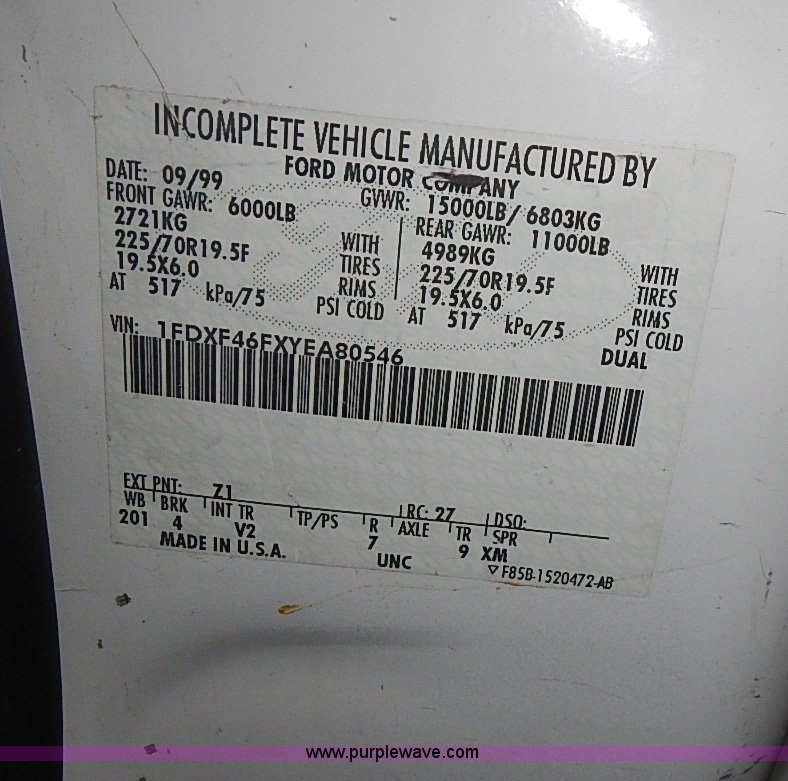 INCOMPLETE VEHICLE MANUFACTURED BY
FORD MOTOR COMPANY
DATE: 09/99 GVWR: 15000LB/ 6803KG
FRONT GAWR: 6000LB REAR GAWR: 11000LB
2721KG WITH 4989KG WITH
225/70R19.5F TIRES 225/70R19.5F TIRES
19.5X6.0 RIMS 19.5X6.0 RIMS
AT 517 kPa/75 PSI COLD AT 517 kPa/75 PSI COLD
DUAL
VIN: 1FDXF46FXYEA80546
EXT PNT: Z1 RC: 27 DSO:
WB BRK INT TR TP/PS R AXLE TR SPR
201 4 V2 7 9 XM
MADE IN U.S.A. UNC
F85B-1520472-AB
www.purplewave.com